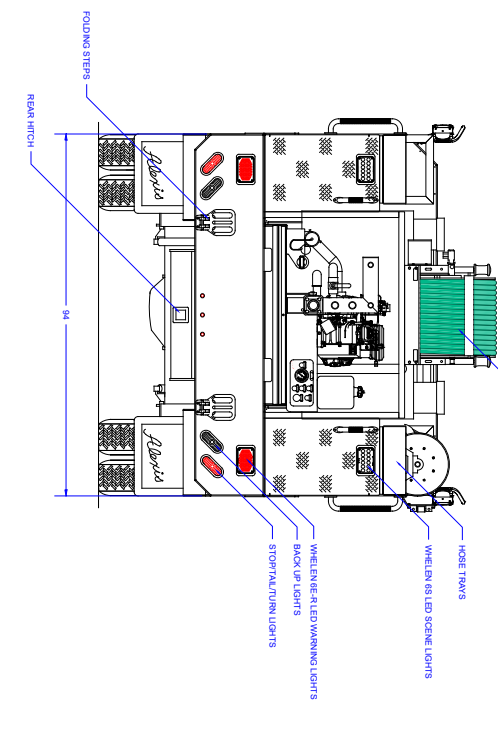 FOLDING STEPS
REAR HITCH
94
Alexis
Alexis
HOSE TRAYS
WHELEN 6S LED SCENE LIGHTS
WHELEN 6E-R LED WARNING LIGHTS
BACK UP LIGHTS
STOP/TAIL/TURN LIGHTS